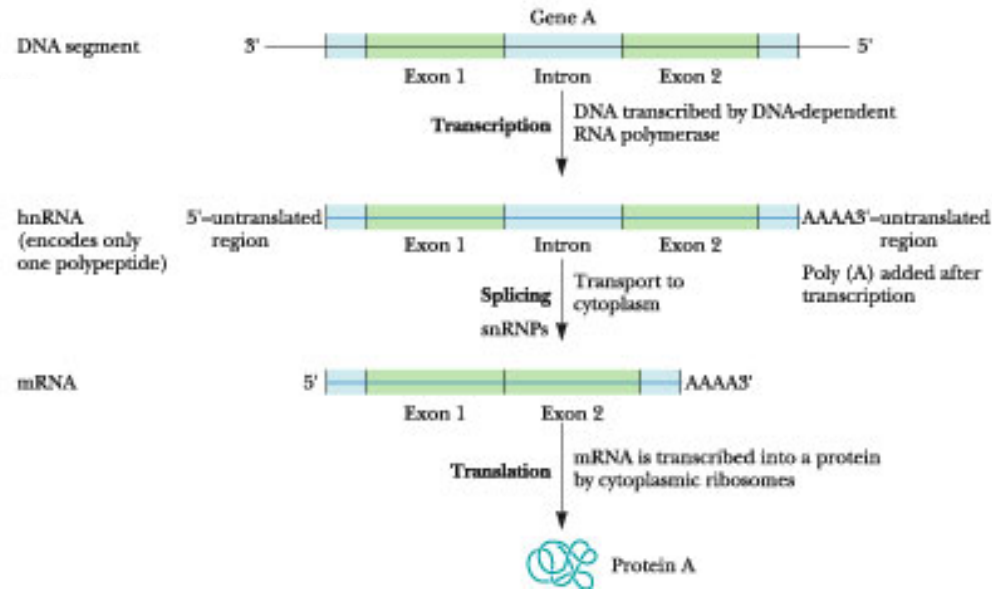 Gene A
DNA segment
3'
5'
Exon 1
Intron
Exon 2
Transcription
DNA transcribed by DNA-dependent
RNA polymerase
hnRNA
(encodes only
one polypeptide)
5'–untranslated
region
AAAA3'–untranslated
region
Exon 1
Intron
Exon 2
Poly (A) added after
transcription
Splicing
snRNPs
Transport to
cytoplasm
mRNA
5'
AAAA3'
Exon 1
Exon 2
Translation
mRNA is transcribed into a protein
by cytoplasmic ribosomes
Protein A